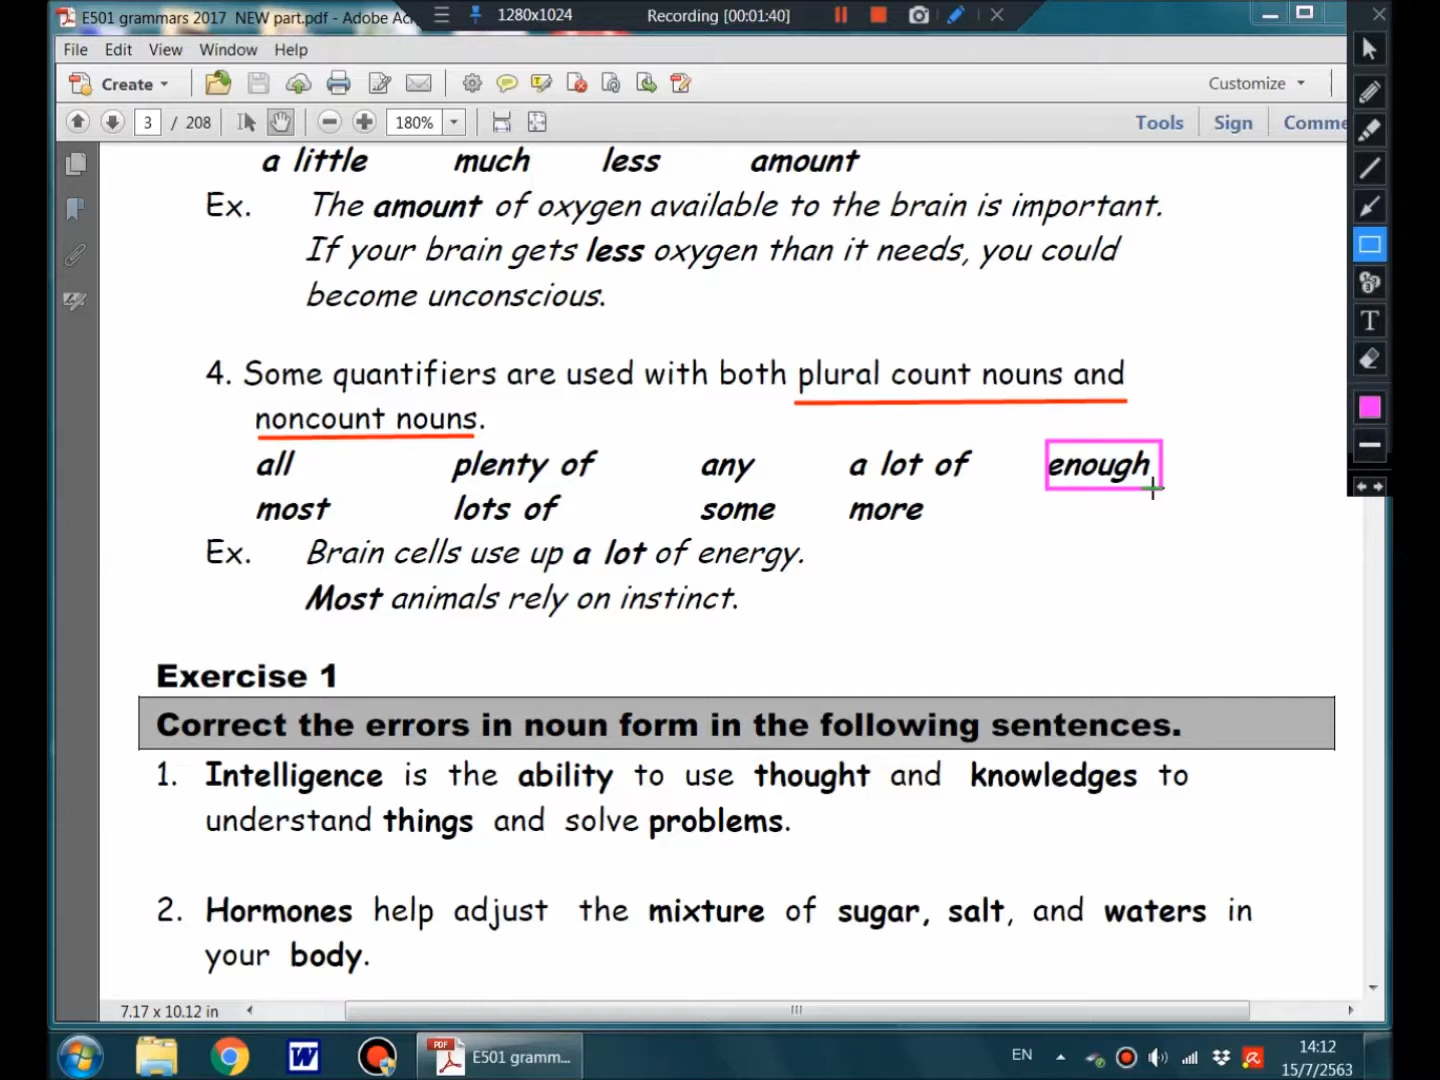 E501 grammars 2017 NEW part.pdf - Adobe Ac
1280x1024
Recording [00:01:40]
File Edit View Window Help
Create
Customize
3 / 208
180%
Tools Sign Comme
a little much less amount
Ex. The amount of oxygen available to the brain is important.
If your brain gets less oxygen than it needs, you could
become unconscious.
4. Some quantifiers are used with both plural count nouns and
noncount nouns.
all plenty of any a lot of enough
most lots of some more
Ex. Brain cells use up a lot of energy.
Most animals rely on instinct.
Exercise 1
Correct the errors in noun form in the following sentences.
1. Intelligence is the ability to use thought and knowledges to
understand things and solve problems.
2. Hormones help adjust the mixture of sugar, salt, and waters in
your body.
7.17 x 10.12 in
E501 gramm...
EN
14:12
15/7/2563